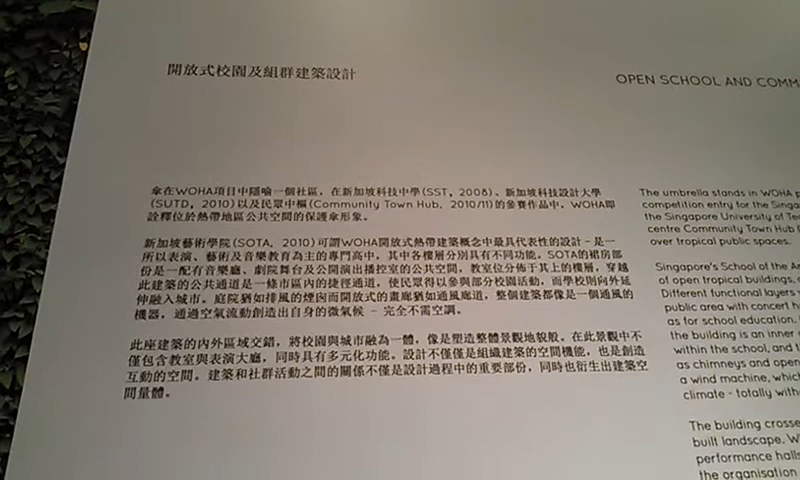 開放式校園及組群建築設計
傘在WOHA項目中隱喻一個社區，在新加坡科技中學(SST, 2008)、新加坡科技設計大學
(SUTD, 2010)以及民眾中樞(Community Town Hub, 2010/11)的參賽作品中，WOHA即
詮釋位於熱帶地區公共空間的保護傘形象。
新加坡藝術學院(SOTA, 2010)可謂WOHA開放式熱帶建築概念中最具代表性的設計 - 是一
所以表演、藝術及音樂教育為主的專門高中，其中各樓層分別具有不同功能。SOTA的裙房部
份是一配有音樂廳、劇院舞台及公開演出播控室的公共空間，教室位分佈于其上的樓層，穿越
此建築的公共通道是一條市區內的捷徑通道，使民眾得以參與部份校園活動，而學校則向外延
伸融入城市。庭院猶如排風的煙囪而開放式的畫廊猶如通風廊道，整個建築都像是一個通風的
機器，通過空氣流動創造出自身的微氣候 - 完全不需空調。
此座建築的內外區域交錯，將校園與城市融為一體，像是塑造整體景觀地貌般。在此景觀中不
僅包含教室與表演大廳，同時具有多元化功能。設計不僅僅是組織建築的空間機能，也是創造
互動的空間。建築和社群活動之間的關係不僅是設計過程中的重要部份，同時也衍生出建築空
間量體。
OPEN SCHOOL AND COMM
The umbrella stands in WOHA p
competition entry for the Singa
the Singapore University of Tec
centre Community Town Hub (
over tropical public spaces.
Singapore's School of the Ar
of open tropical buildings, a
Different functional layers w
public area with concert h
as for school education.
the building is an inner
within the school, and t
as chimneys and open
a wind machine, which
climate - totally with
The building crosse
built landscape. W
performance halls
the organisation